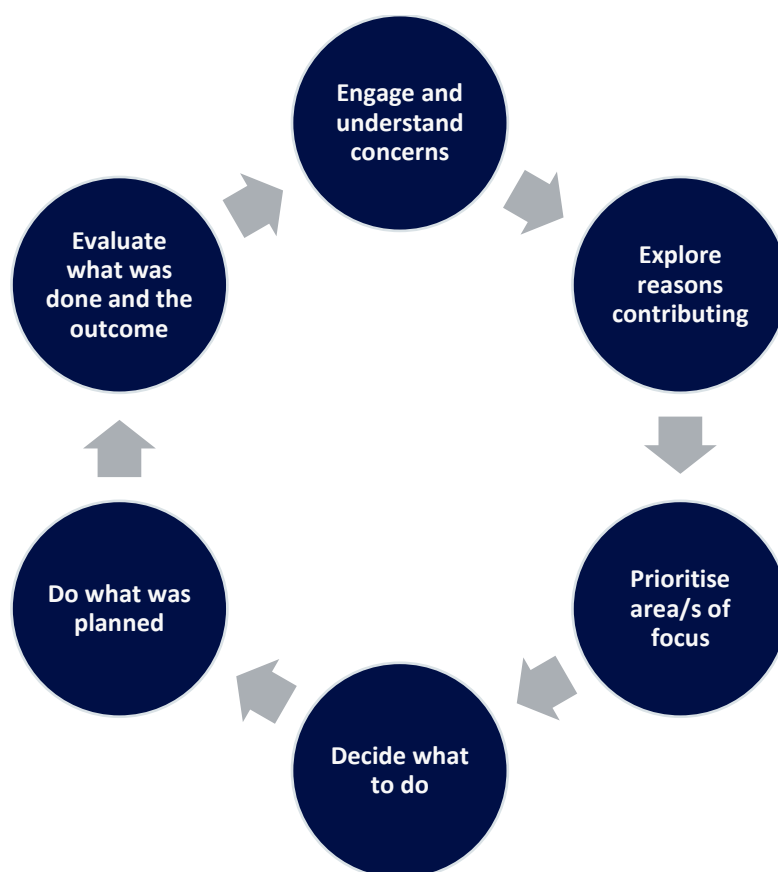 Engage and
understand
concerns
Explore
reasons
contributing
Prioritise
area/s of
focus
Decide what
to do
Do what was
planned
Evaluate
what was
done and the
outcome